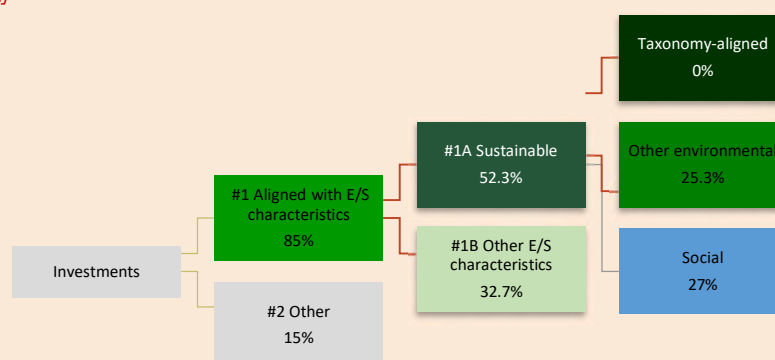 Taxonomy-aligned
0%
#1A Sustainable
52.3%
Other environmental
25.3%
#1 Aligned with E/S
characteristics
85%
#1B Other E/S
characteristics
32.7%
Social
27%
Investments
#2 Other
15%